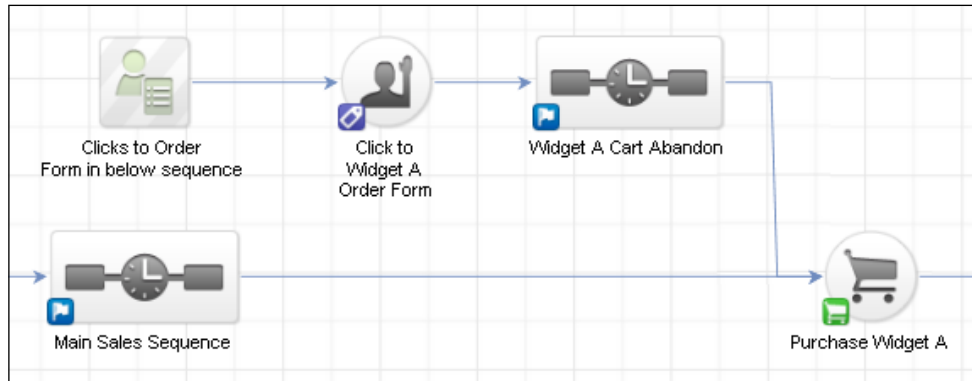 Clicks to Order
Form in below sequence
Click to
Widget A
Order Form
Widget A Cart Abandon
Main Sales Sequence
Purchase Widget A